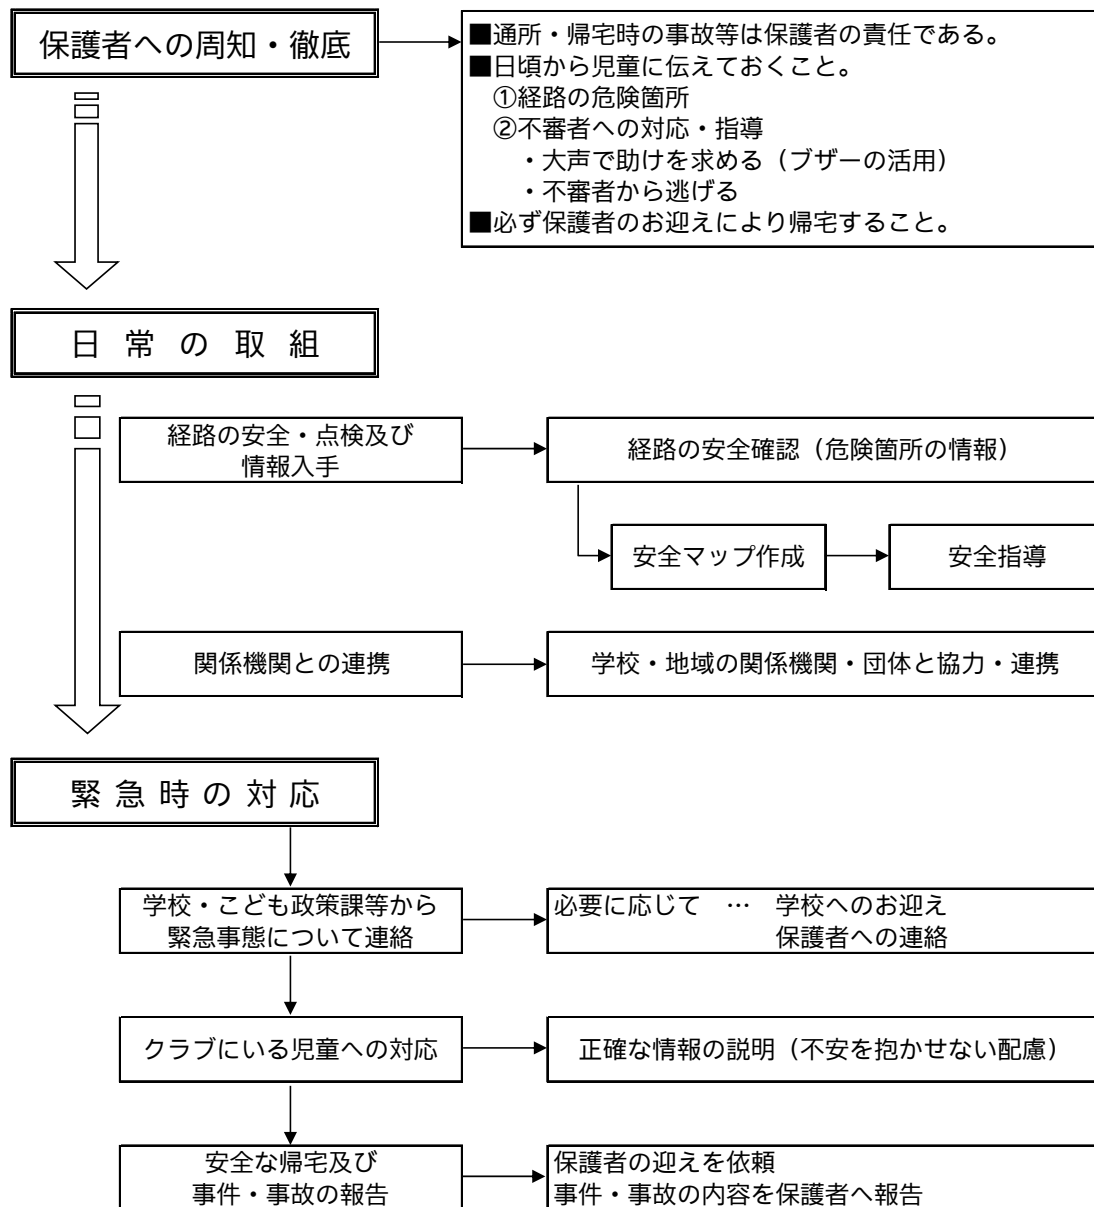 保護者への周知・徹底
■通所・帰宅時の事故等は保護者の責任である。
■日頃から児童に伝えておくこと。
①経路の危険箇所
②不審者への対応・指導
・大声で助けを求める（ブザーの活用）
・不審者から逃げる
■必ず保護者のお迎えにより帰宅すること。
日常の取組
経路の安全・点検及び
情報入手
経路の安全確認（危険箇所の情報）
安全マップ作成
安全指導
関係機関との連携
学校・地域の関係機関・団体と協力・連携
緊急時の対応
学校・こども政策課等から
緊急事態について連絡
必要に応じて　…　学校へのお迎え
保護者への連絡
クラブにいる児童への対応
正確な情報の説明（不安を抱かせない配慮）
安全な帰宅及び
事件・事故の報告
保護者の迎えを依頼
事件・事故の内容を保護者へ報告